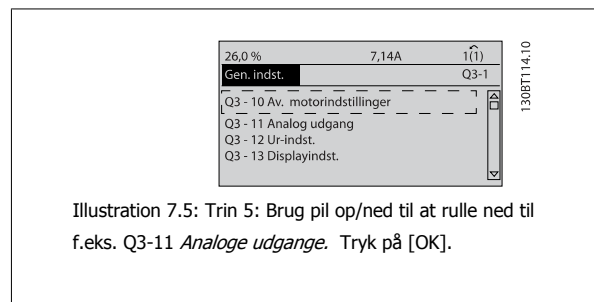 26,0 % 7,14A 1(1)
Gen. indst. Q3-1
Q3 - 10 Av. motorindstillinger
Q3 - 11 Analog udgang
Q3 - 12 Ur-indst.
Q3 - 13 Displayindst.
130BT114.10
Illustration 7.5: Trin 5: Brug pil op/ned til at rulle ned til
f.eks. Q3-11 Analoge udgange. Tryk på [OK].